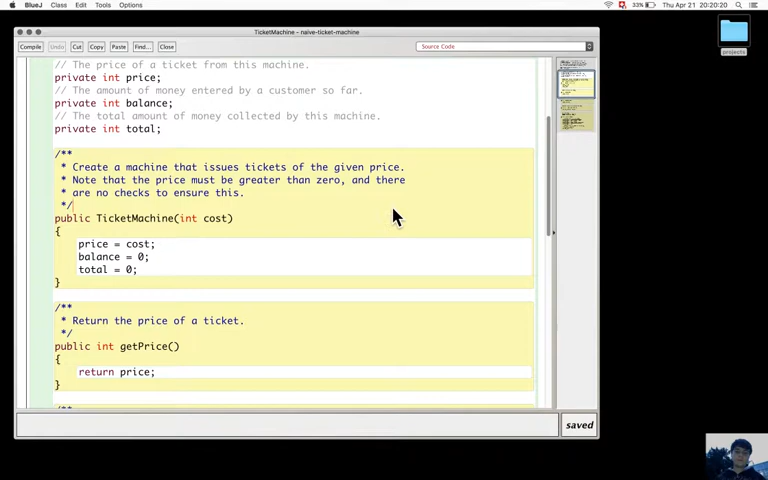 BlueJ Class Edit Tools Options
33% Thu Apr 21 20:20:20
TicketMachine – naive-ticket-machine
Compile Undo Cut Copy Paste Find... Close
Source Code
projects
// The price of a ticket from this machine.
private int price;
// The amount of money entered by a customer so far.
private int balance;
// The total amount of money collected by this machine.
private int total;
/**
* Create a machine that issues tickets of the given price.
* Note that the price must be greater than zero, and there
* are no checks to ensure this.
*/
public TicketMachine(int cost)
{
price = cost;
balance = 0;
total = 0;
}
/**
* Return the price of a ticket.
*/
public int getPrice()
{
return price;
}
/**
saved